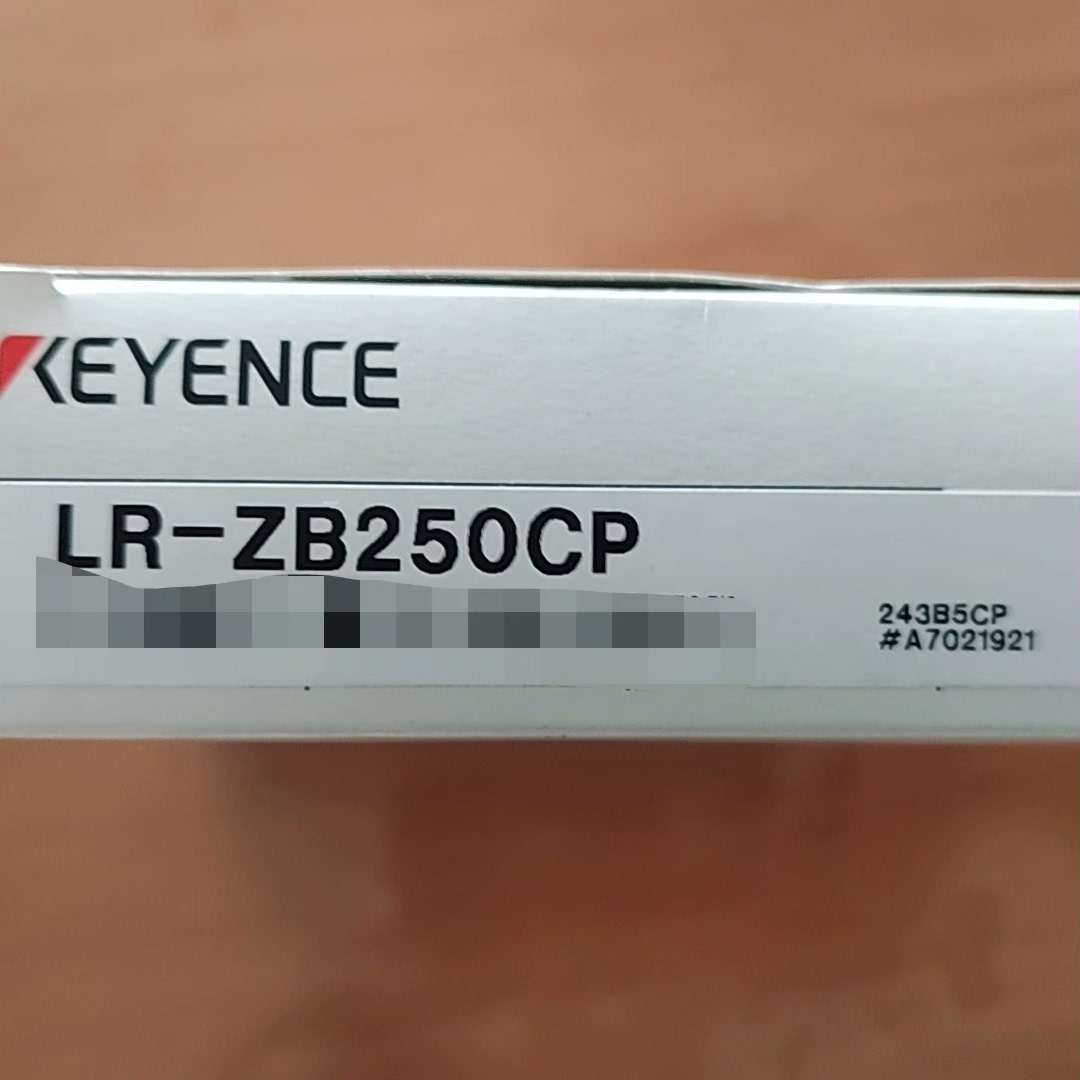 KEYENCE
LR-ZB250CP
243B5CP
#A7021921